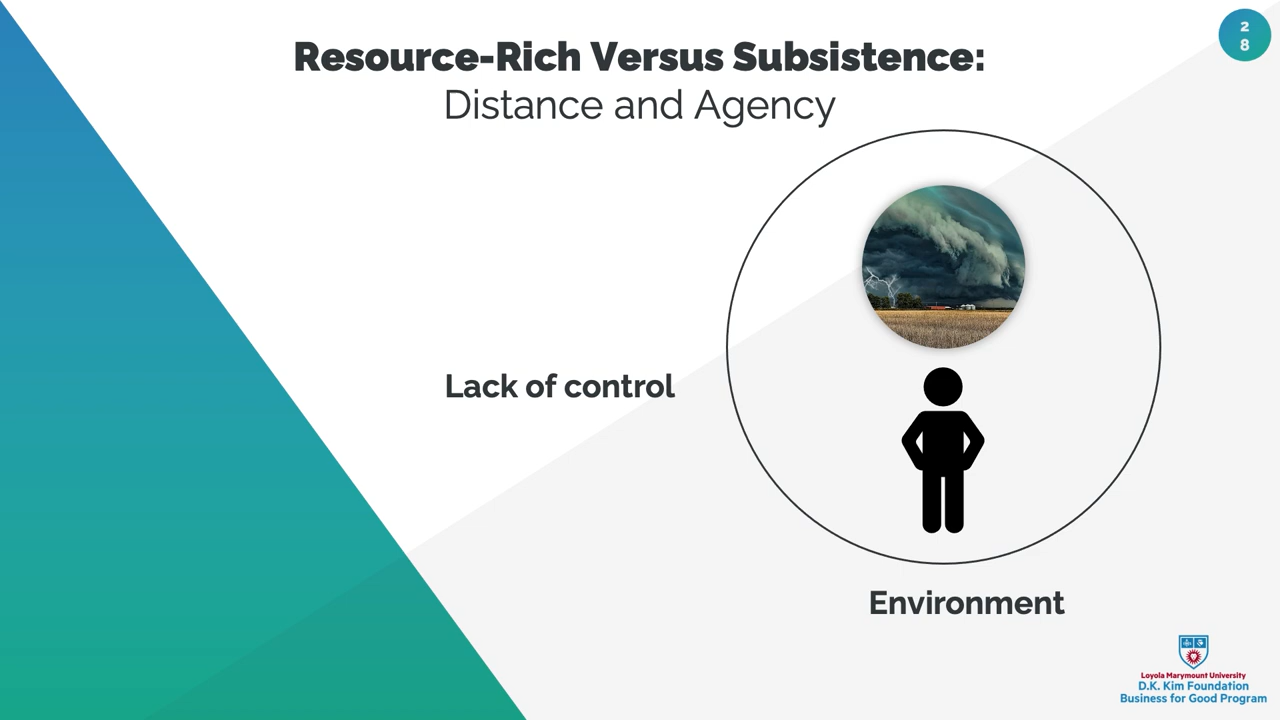 Resource-Rich Versus Subsistence:
Distance and Agency
2
8
Lack of control
Environment
Loyola Marymount University
D.K. Kim Foundation
Business for Good Program